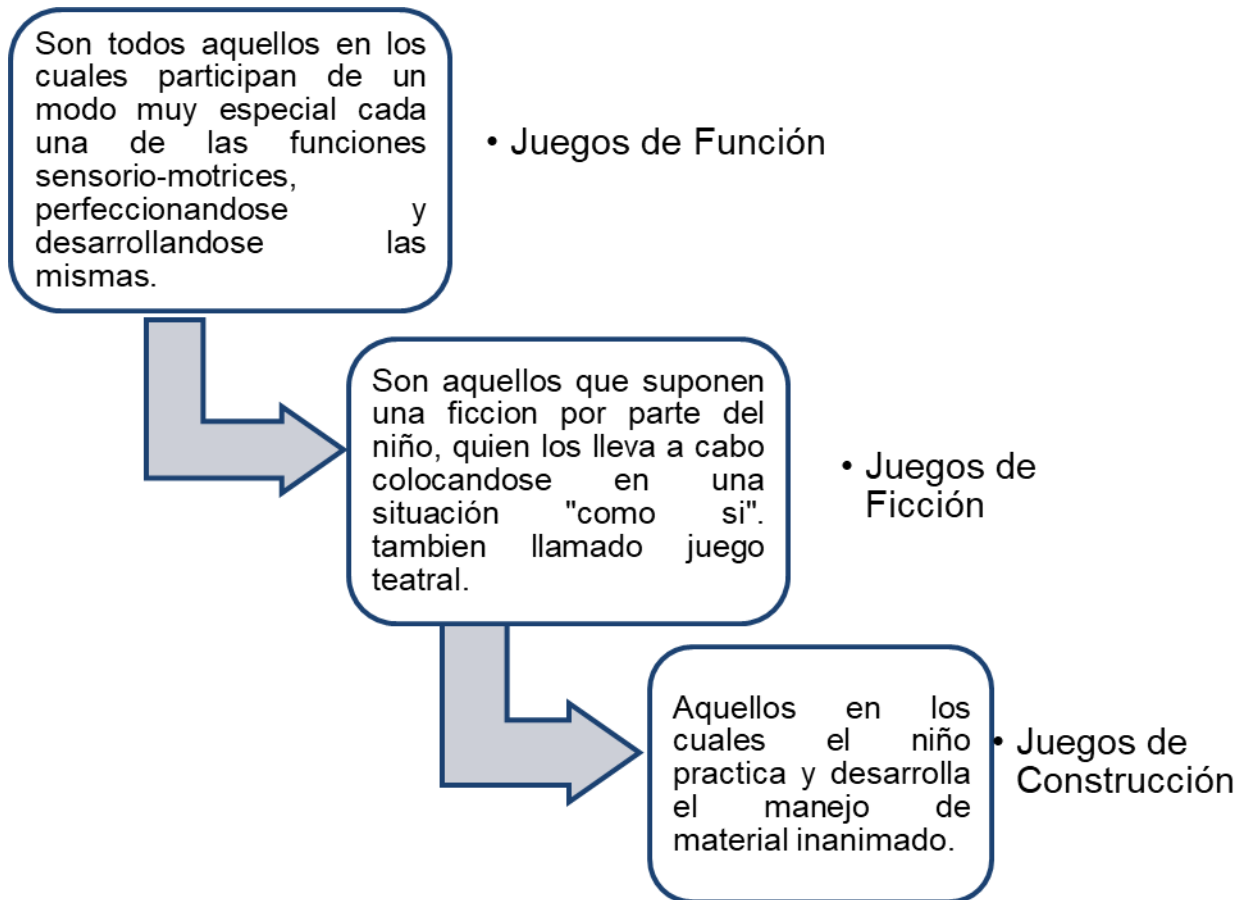 Son todos aquellos en los
cuales participan de un
modo muy especial cada
una de las funciones
sensorio-motrices,
perfeccionandose y
desarrollandose las
mismas.
• Juegos de Función
Son aquellos que suponen
una ficcion por parte del
niño, quien los lleva a cabo
colocandose en una
situación "como si".
tambien llamado juego
teatral.
• Juegos de
Ficción
Aquellos en los
cuales el niño
practica y desarrolla
el manejo de
material inanimado.
• Juegos de
Construcción